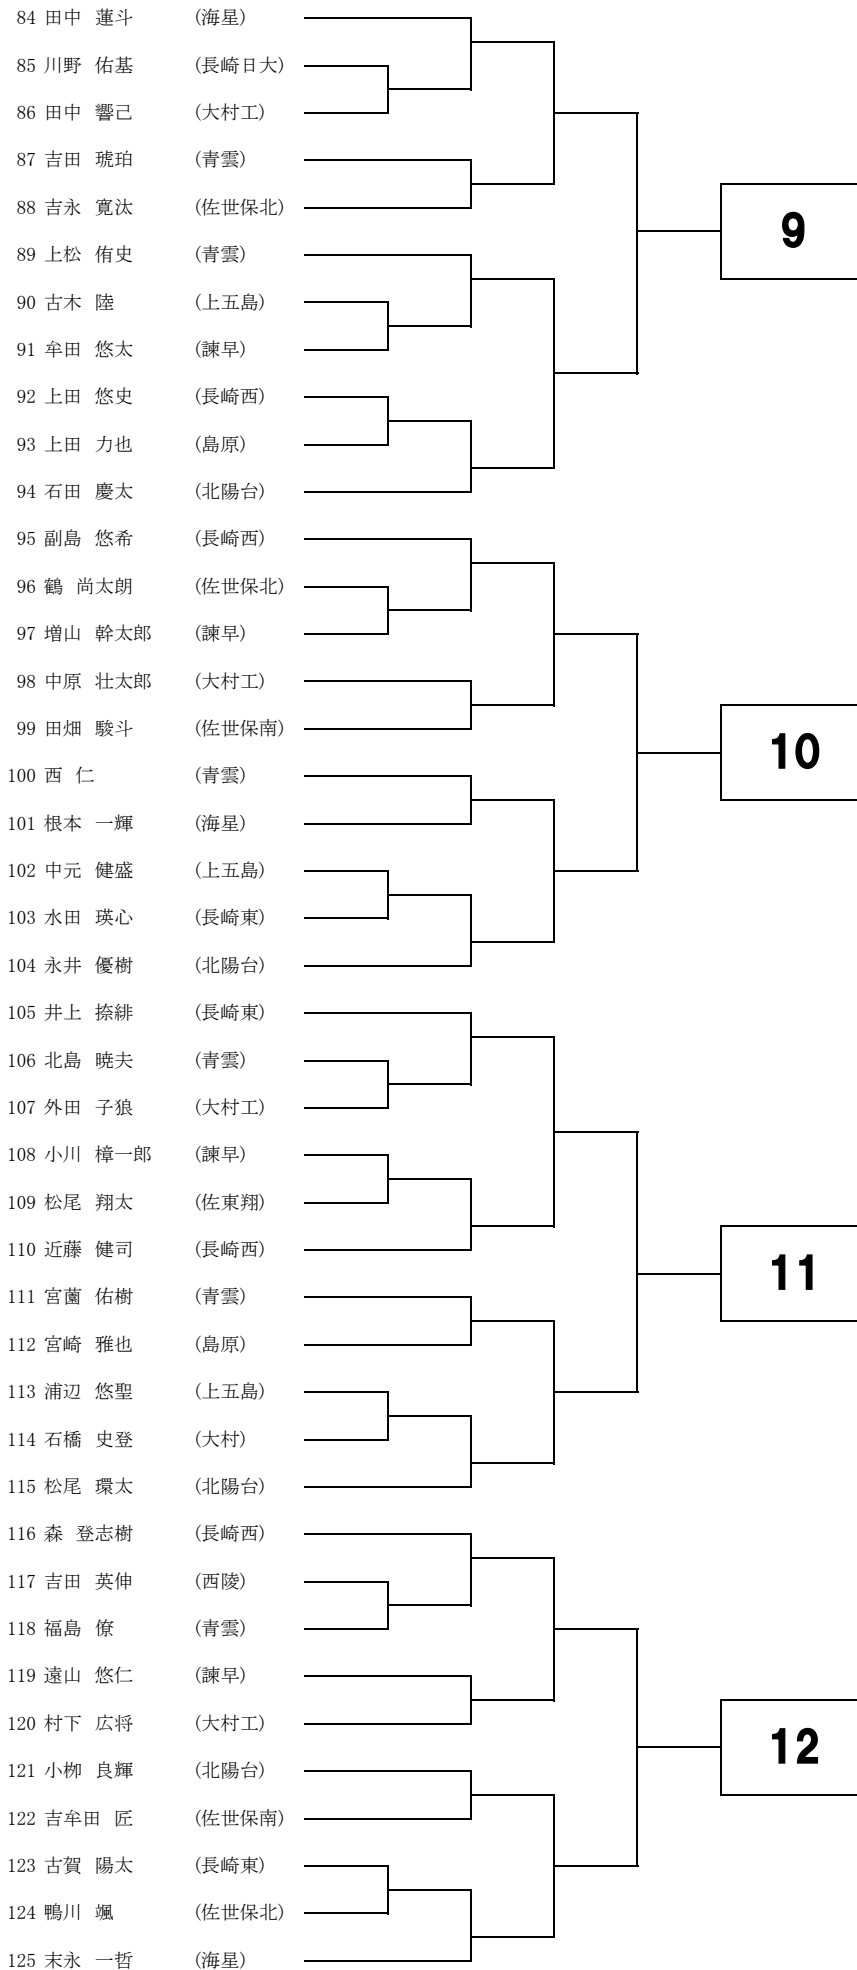 84 田中 蓮斗 (海星)
85 川野 佑基 (長崎日大)
86 田中 響己 (大村工)
87 吉田 琥珀 (青雲)
88 吉永 寛汰 (佐世保北)
9
89 上松 侑史 (青雲)
90 古木 陸 (上五島)
91 牟田 悠太 (諫早)
92 上田 悠史 (長崎西)
93 上田 力也 (島原)
94 石田 慶太 (北陽台)
95 副島 悠希 (長崎西)
96 鶴 尚太朗 (佐世保北)
97 増山 幹太郎 (諫早)
98 中原 壮太郎 (大村工)
99 田畑 駿斗 (佐世保南)
10
100 西 仁 (青雲)
101 根本 一輝 (海星)
102 中元 健盛 (上五島)
103 水田 瑛心 (長崎東)
104 永井 優樹 (北陽台)
105 井上 捺緋 (長崎東)
106 北島 暁夫 (青雲)
107 外田 子狼 (大村工)
108 小川 樟一郎 (諫早)
109 松尾 翔太 (佐東翔)
110 近藤 健司 (長崎西)
11
111 宮薗 佑樹 (青雲)
112 宮崎 雅也 (島原)
113 浦辺 悠聖 (上五島)
114 石橋 史登 (大村)
115 松尾 環太 (北陽台)
116 森 登志樹 (長崎西)
117 吉田 英伸 (西陵)
118 福島 僚 (青雲)
119 遠山 悠仁 (諫早)
120 村下 広将 (大村工)
12
121 小栁 良輝 (北陽台)
122 吉牟田 匠 (佐世保南)
123 古賀 陽太 (長崎東)
124 鴨川 颯 (佐世保北)
125 末永 一哲 (海星)